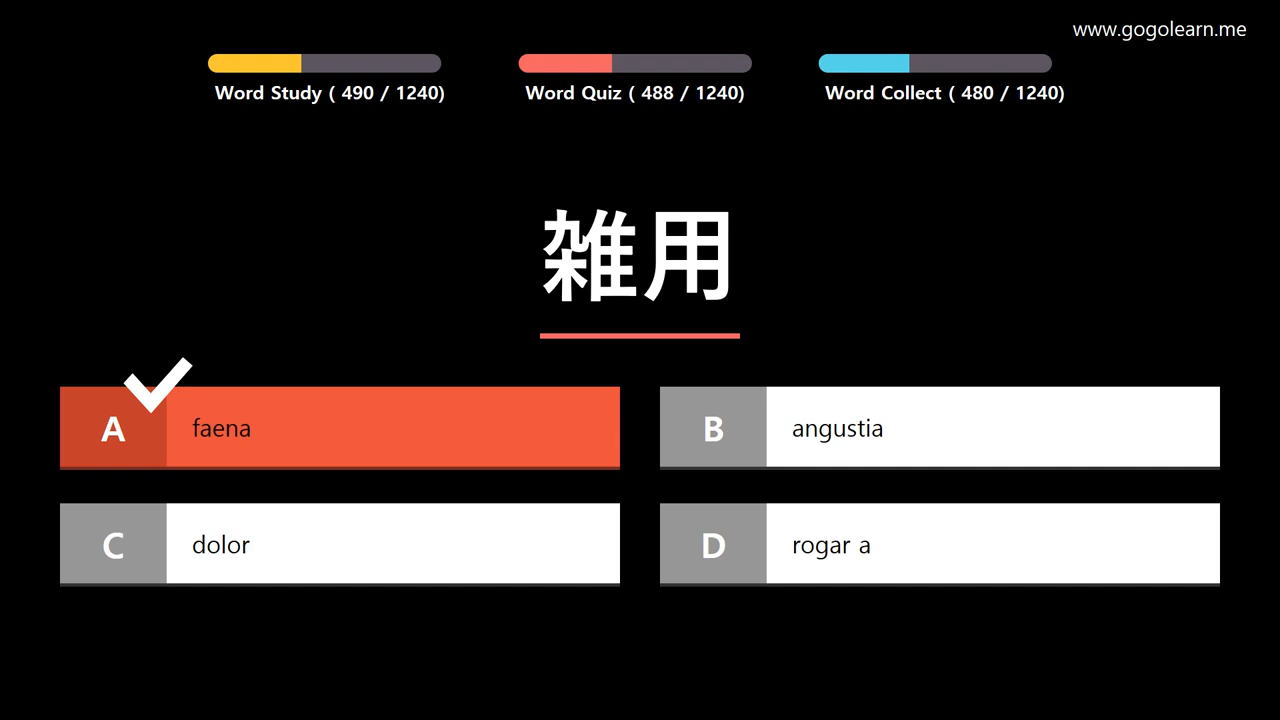 www.gogolearn.me
Word Study ( 490 / 1240)
Word Quiz ( 488 / 1240)
Word Collect ( 480 / 1240)
雑用
A faena
B angustia
C dolor
D rogar a